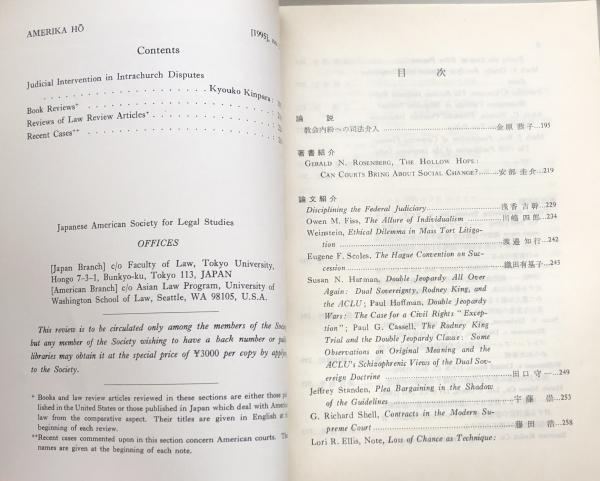 AMERIKA HŌ
[1995],
Contents
Judicial Intervention in Intrachurch Disputes
Kyouko Kinpara:
Book Reviews*
Reviews of Law Review Articles*
Recent Cases**
Japanese American Society for Legal Studies
OFFICES
[Japan Branch] c/o Faculty of Law, Tokyo University,
Hongo 7-3-1, Bunkyo-ku, Tokyo 113, JAPAN
[American Branch] c/o Asian Law Program, University of
Washington School of Law, Seattle, WA 98105, U.S.A.
This review is to be circulated only among the members of the Socie
but any member of the Society wishing to have a back number or pu
libraries may obtain it at the special price of ¥3000 per copy by apply
to the Society.
* Books and law review articles reviewed in these sections are either those pu
lished in the United States or those published in Japan which deal with Americ
law from the comparative aspect. Their titles are given in English at
beginning of each review.
**Recent cases commented upon in this section concern American courts. The
names are given at the beginning of each note.
目 次
論 説
教会内紛への司法介入……金原恭子…195
著書紹介
GERALD N. ROSENBERG, THE HOLLOW HOPE:
CAN COURTS BRING ABOUT SOCIAL CHANGE?……安部圭介…219
論文紹介
Disciplining the Federal Judiciary……浅香吉幹…229
Owen M. Fiss, The Allure of Individualism……川嶋四郎…234
Weinstein, Ethical Dilemma in Mass Tort Litiga-
tion……渡邉知行…242
Eugene F. Scoles, The Hague Convention on Suc-
cession……織田有基子…245
Susan N. Harman, Double Jeopardy All Over
Again: Dual Sovereignty, Rodney King, and
the ACLU; Paul Hoffman, Double Jeopardy
Wars: The Case for a Civil Rights "Excep-
tion"; Paul G. Cassell, The Rodney King
Trial and the Double Jeopardy Clause: Some
Observations on Original Meaning and the
ACLU's Schizophrenic Views of the Dual Sov-
ereign Doctrine……田口守一…249
Jeffrey Standen, Plea Bargaining in the Shadow
of the Guidelines……宇藤 崇…253
G. Richard Shell, Contracts in the Modern Su-
preme Court……藤田 浩…258
Lori R. Ellis, Note, Loss of Chance as Technique: